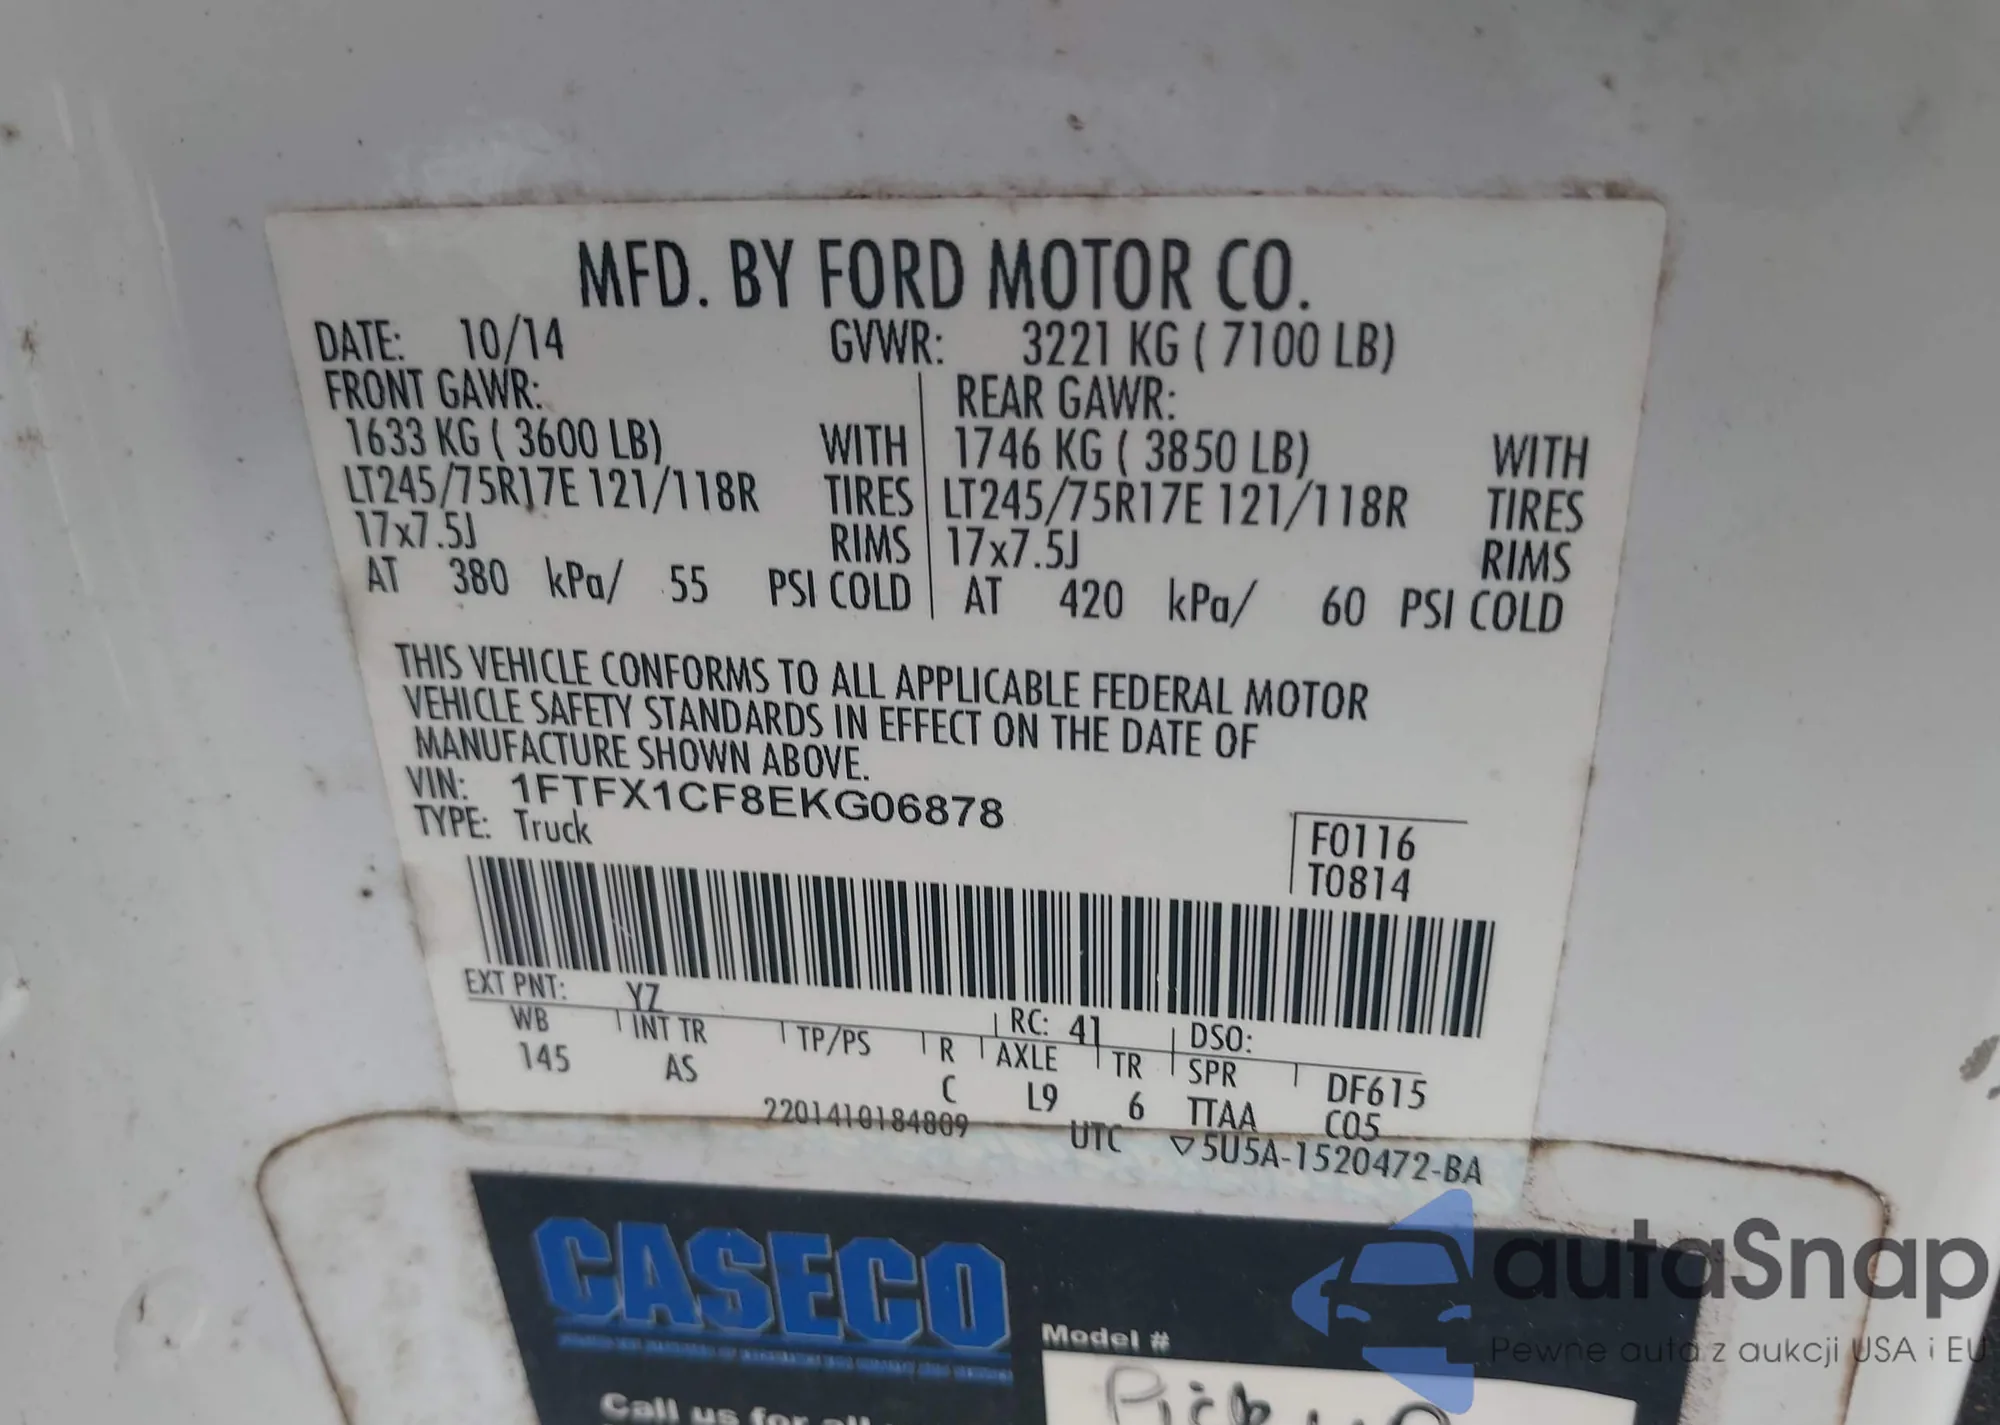 MFD. BY FORD MOTOR CO.
DATE: 10/14 GVWR: 3221 KG ( 7100 LB)
FRONT GAWR: REAR GAWR:
1633 KG ( 3600 LB) WITH 1746 KG ( 3850 LB) WITH
LT245/75R17E 121/118R TIRES LT245/75R17E 121/118R TIRES
17x7.5J RIMS 17x7.5J RIMS
AT 380 kPa/ 55 PSI COLD AT 420 kPa/ 60 PSI COLD
THIS VEHICLE CONFORMS TO ALL APPLICABLE FEDERAL MOTOR
VEHICLE SAFETY STANDARDS IN EFFECT ON THE DATE OF
MANUFACTURE SHOWN ABOVE.
VIN: 1FTFX1CF8EKG06878
TYPE: Truck
F0116
T0814
EXT PNT: YZ RC: 41 DSO:
WB INT TR TP/PS R AXLE TR SPR DF615
145 AS C L9 6 TTAA C05
2201410184809 UTC ▽5U5A-1520472-BA
CASECO
Model #
Pickup
Call us for all
autaSnap
Pewne auta z aukcji USA i EU